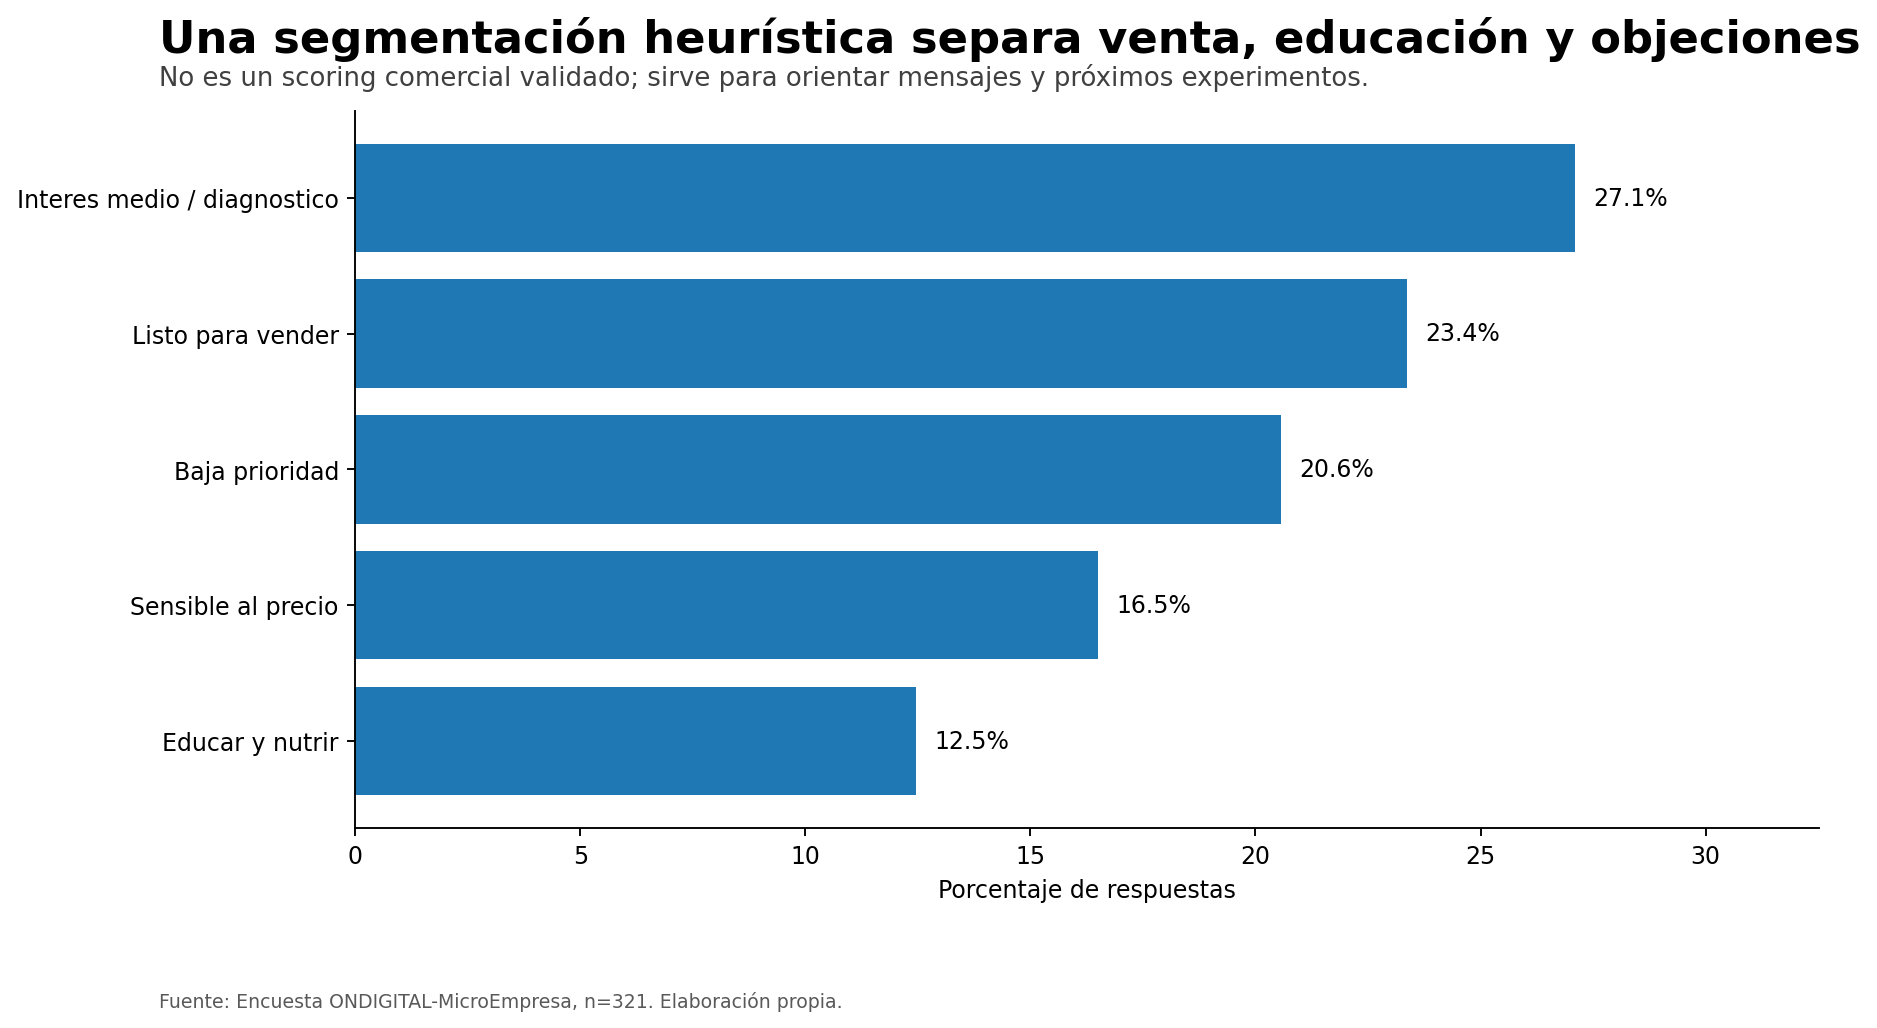 Una segmentación heurística separa venta, educación y objeciones
No es un scoring comercial validado; sirve para orientar mensajes y próximos experimentos.
Interes medio / diagnostico
27.1%
Listo para vender
23.4%
Baja prioridad
20.6%
Sensible al precio
16.5%
Educar y nutrir
12.5%
0 5 10 15 20 25 30
Porcentaje de respuestas
Fuente: Encuesta ONDIGITAL-MicroEmpresa, n=321. Elaboración propia.